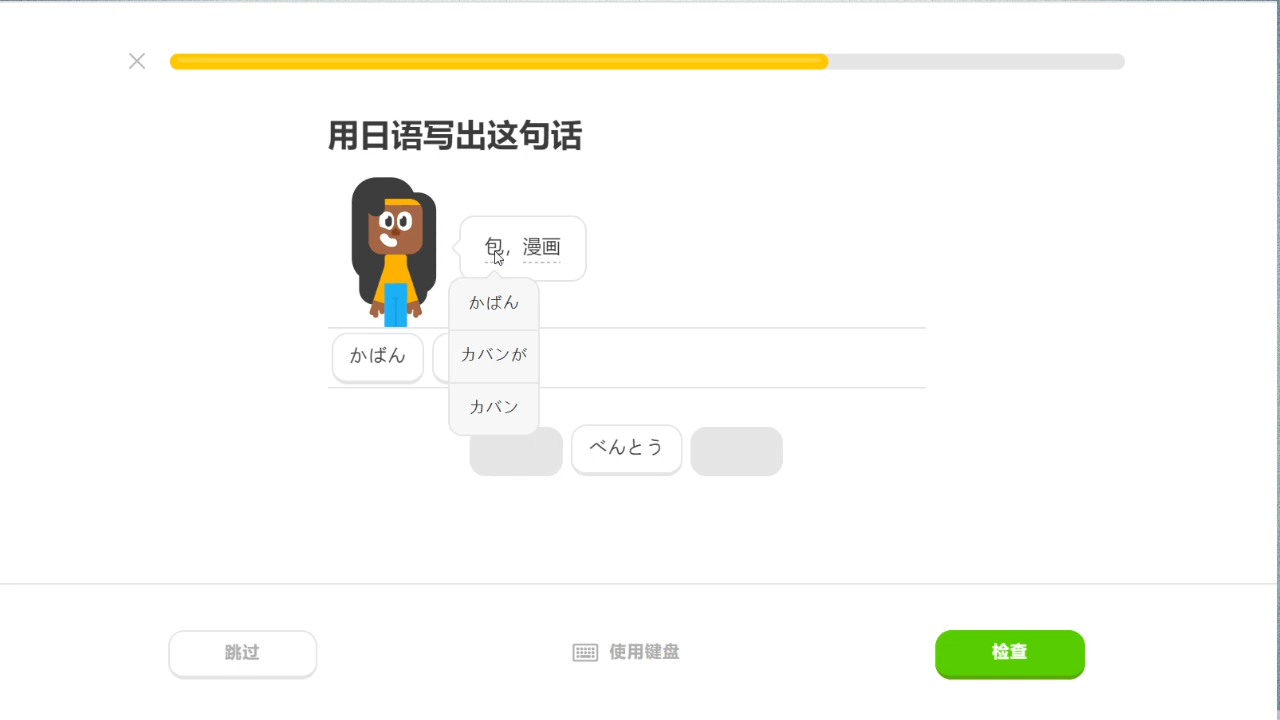 用日语写出这句话
包，漫画
かばん
カバンが
カバン
かばん
べんとう
跳过
使用键盘
检查